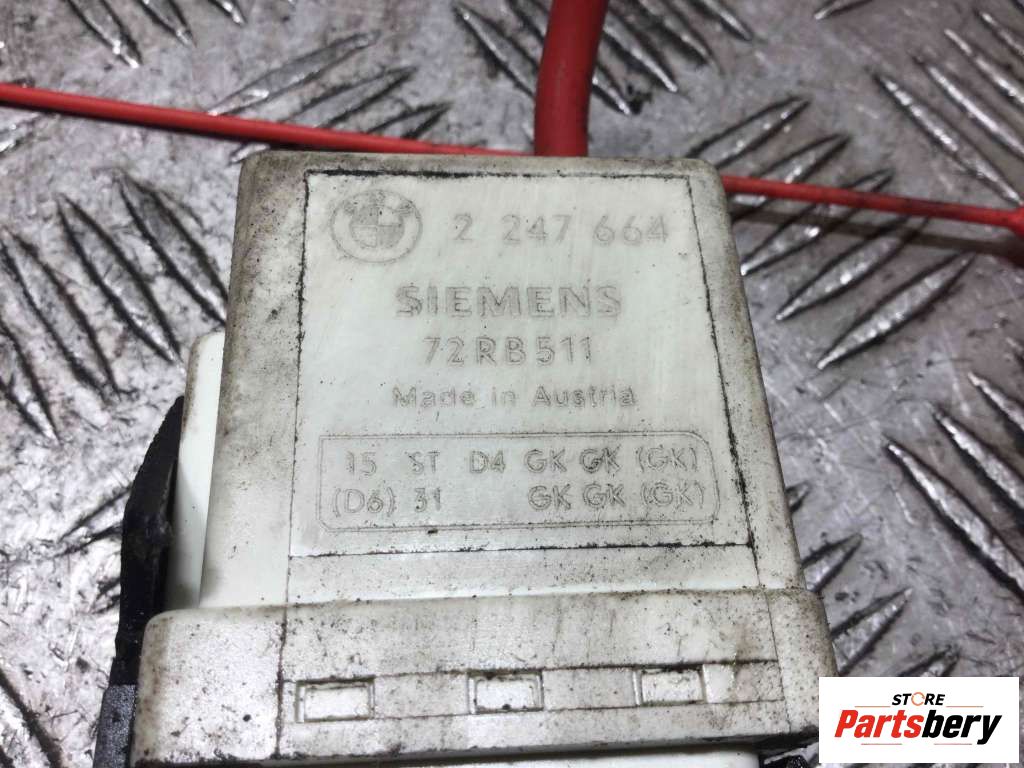 2 247 664
SIEMENS
72RB511
Made in Austria
15 ST D4 GK GK (GK)
(D6) 31 GK GK (GK)
STORE
Partsbery